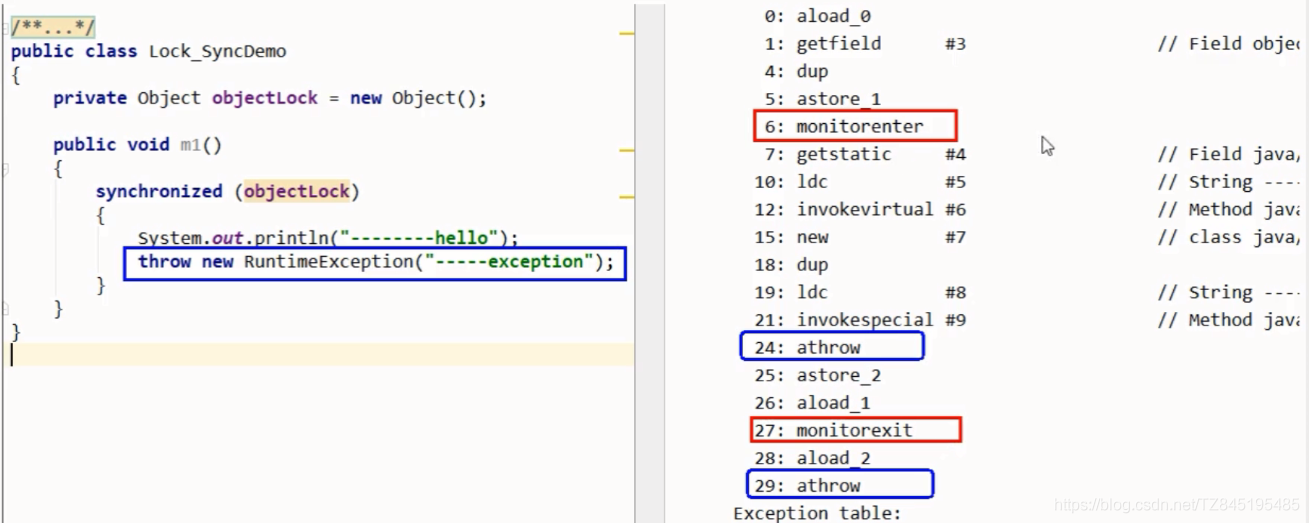 /**...*/
public class Lock_SyncDemo
{
private Object objectLock = new Object();
public void m1()
{
synchronized (objectLock)
{
System.out.println("--------hello");
throw new RuntimeException("-----exception");
}
}
}
0: aload_0
1: getfield #3 // Field objec
4: dup
5: astore_1
6: monitorenter
7: getstatic #4 // Field java/
10: ldc #5 // String ----
12: invokevirtual #6 // Method java
15: new #7 // class java/
18: dup
19: ldc #8 // String ----
21: invokespecial #9 // Method java
24: athrow
25: astore_2
26: aload_1
27: monitorexit
28: aload_2
29: athrow
Exception table:
https://blog.csdn.net/TZ845195485